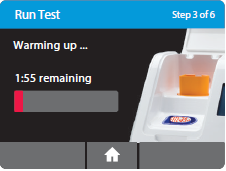 Run Test
Step 3 of 6
Warming up ...
1:55 remaining